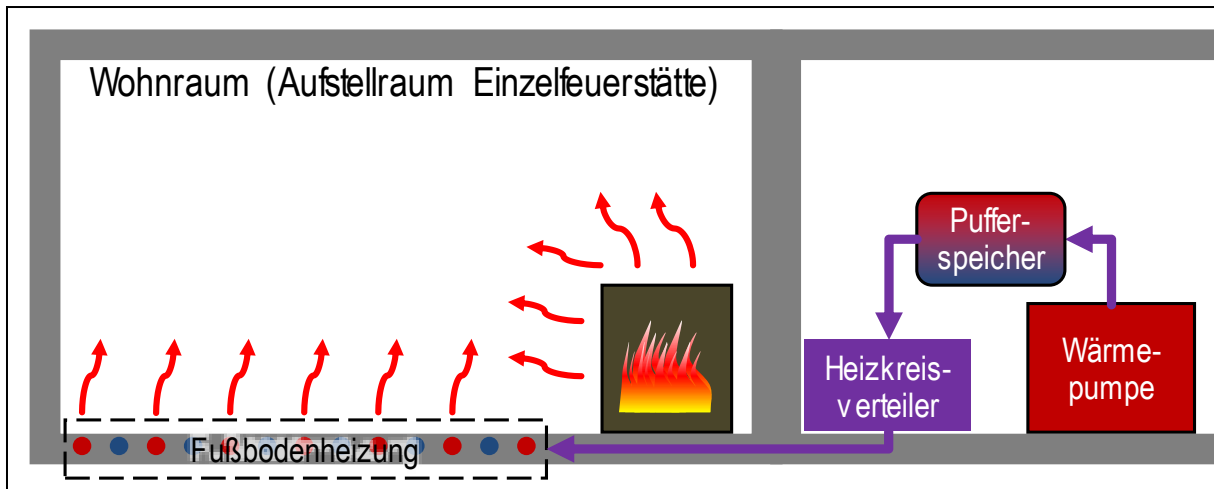 Wohnraum (Aufstellraum Einzelfeuerstätte)
Puffer-
speicher
Heizkreis-
verteiler
Wärme-
pumpe
Fußbodenheizung